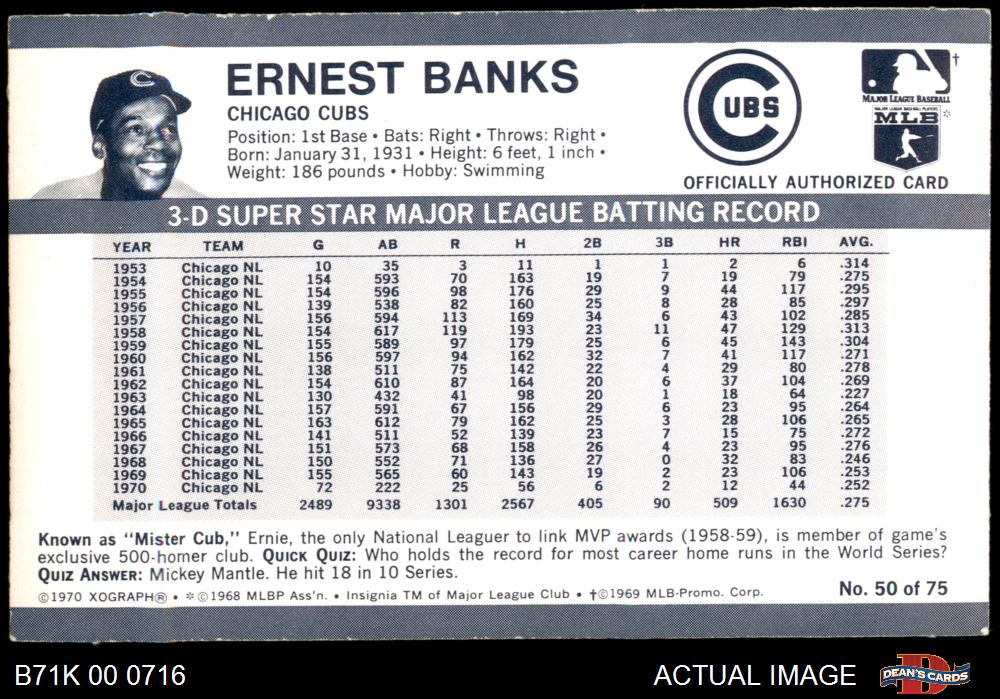 ERNEST BANKS
CHICAGO CUBS
Position: 1st Base • Bats: Right • Throws: Right •
Born: January 31, 1931 • Height: 6 feet, 1 inch •
Weight: 186 pounds • Hobby: Swimming
C
CUBS
†
MAJOR LEAGUE BASEBALL
MAJOR LEAGUE BASEBALL PLAYERS
MLB *
OFFICIALLY AUTHORIZED CARD
3-D SUPER STAR MAJOR LEAGUE BATTING RECORD
YEAR TEAM G AB R H 2B 3B HR RBI AVG.
1953 Chicago NL 10 35 3 11 1 1 2 6 .314
1954 Chicago NL 154 593 70 163 19 7 19 79 .275
1955 Chicago NL 154 596 98 176 29 9 44 117 .295
1956 Chicago NL 139 538 82 160 25 8 28 85 .297
1957 Chicago NL 156 594 113 169 34 6 43 102 .285
1958 Chicago NL 154 617 119 193 23 11 47 129 .313
1959 Chicago NL 155 589 97 179 25 6 45 143 .304
1960 Chicago NL 156 597 94 162 32 7 41 117 .271
1961 Chicago NL 138 511 75 142 22 4 29 80 .278
1962 Chicago NL 154 610 87 164 20 6 37 104 .269
1963 Chicago NL 130 432 41 98 20 1 18 64 .227
1964 Chicago NL 157 591 67 156 29 6 23 95 .264
1965 Chicago NL 163 612 79 162 25 3 28 106 .265
1966 Chicago NL 141 511 52 139 23 7 15 75 .272
1967 Chicago NL 151 573 68 158 26 4 23 95 .276
1968 Chicago NL 150 552 71 136 27 0 32 83 .246
1969 Chicago NL 155 565 60 143 19 2 23 106 .253
1970 Chicago NL 72 222 25 56 6 2 12 44 .252
Major League Totals 2489 9338 1301 2567 405 90 509 1630 .275
Known as "Mister Cub," Ernie, the only National Leaguer to link MVP awards (1958-59), is member of game's
exclusive 500-homer club. QUICK QUIZ: Who holds the record for most career home runs in the World Series?
QUIZ ANSWER: Mickey Mantle. He hit 18 in 10 Series.
©1970 XOGRAPH® • *©1968 MLBP Ass'n. • Insignia TM of Major League Club • †©1969 MLB-Promo. Corp.
No. 50 of 75
B71K 00 0716
ACTUAL IMAGE
D
DEAN'S CARDS